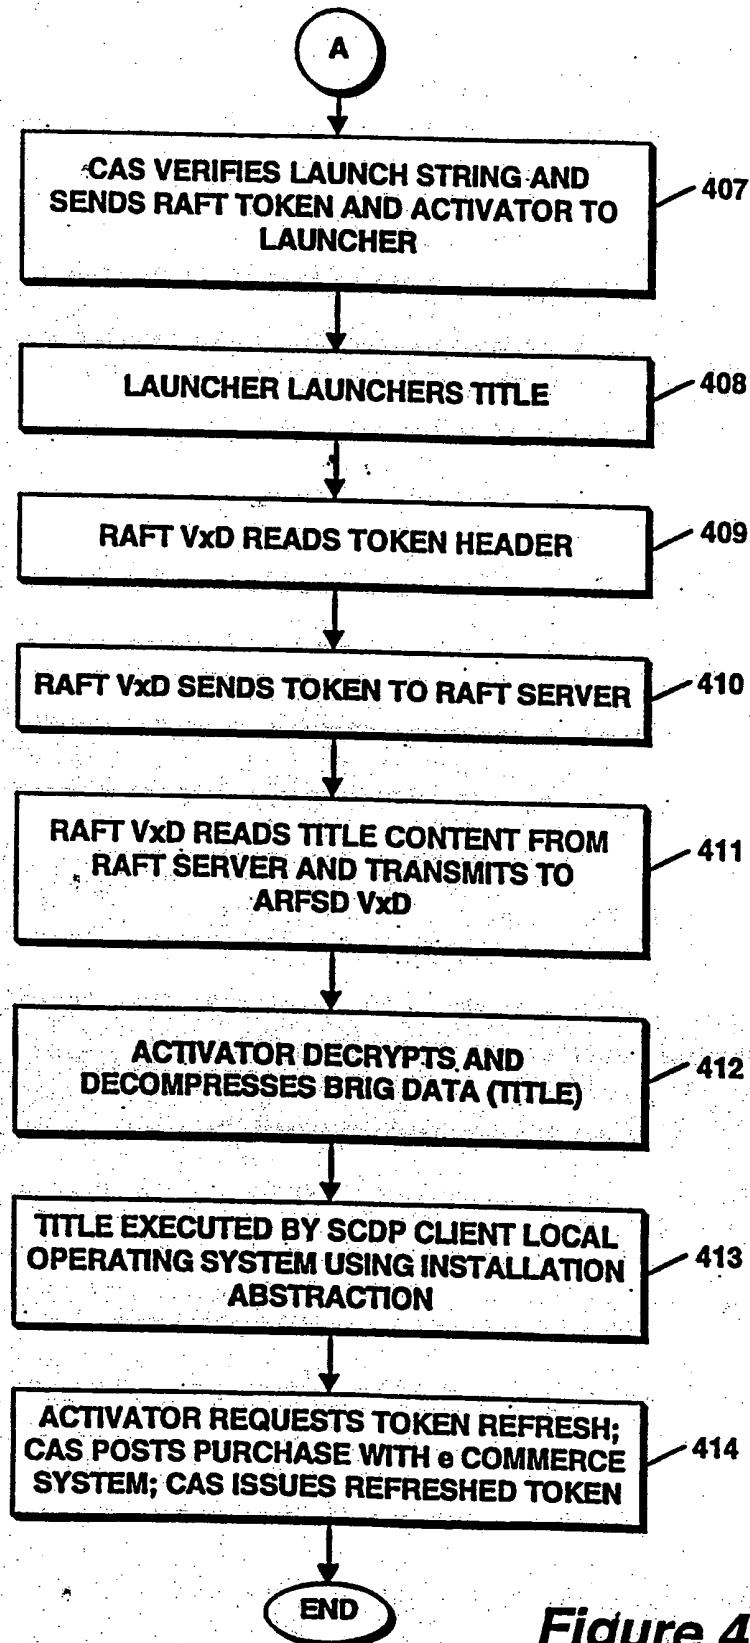 A
CAS VERIFIES LAUNCH STRING AND
SENDS RAFT TOKEN AND ACTIVATOR TO
LAUNCHER
407
LAUNCHER LAUNCHERS TITLE
408
RAFT VxD READS TOKEN HEADER
409
RAFT VxD SENDS TOKEN TO RAFT SERVER
410
RAFT VxD READS TITLE CONTENT FROM
RAFT SERVER AND TRANSMITS TO
ARFSD VxD
411
ACTIVATOR DECRYPTS AND
DECOMPRESSES BRIG DATA (TITLE)
412
TITLE EXECUTED BY SCDP CLIENT LOCAL
OPERATING SYSTEM USING INSTALLATION
ABSTRACTION
413
ACTIVATOR REQUESTS TOKEN REFRESH;
CAS POSTS PURCHASE WITH e COMMERCE
SYSTEM; CAS ISSUES REFRESHED TOKEN
414
END
Figure 4